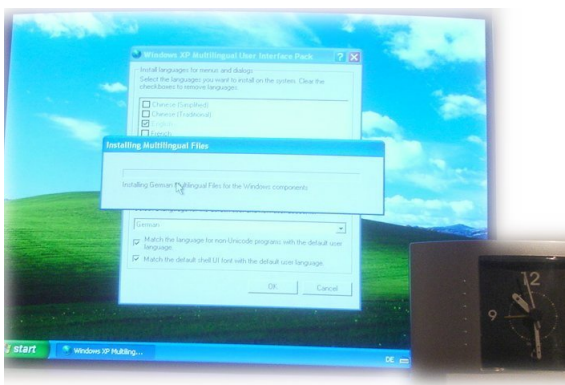 Windows XP Multilingual User Interface Pack
Install languages for menus and dialogs
Select the languages you want to install on the system. Clear the
checkboxes to remove languages.
Chinese (Simplified)
Chinese (Traditional)
English
French
Installing Multilingual Files
Installing German Multilingual Files for the Windows components
German
Match the language for non Unicode programs with the default user
language.
Match the default shell UI font with the default user language.
OK Cancel
start
Windows XP Multiling...
DE
12
9